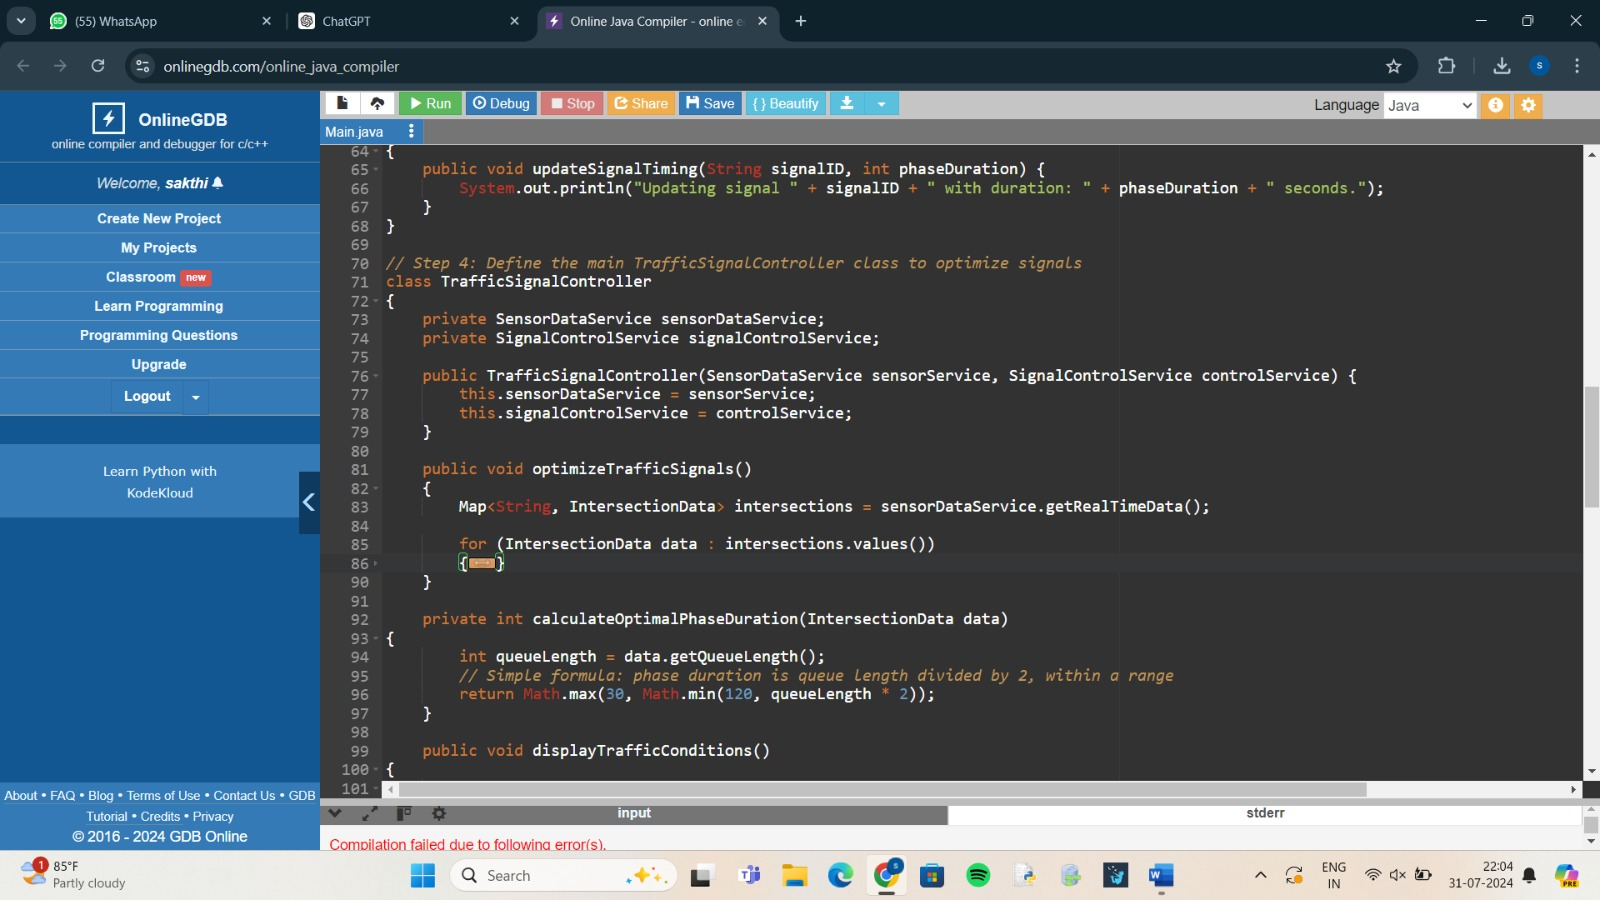 (55) WhatsApp
ChatGPT
Online Java Compiler - online e
onlinegdb.com/online_java_compiler
S
OnlineGDB
online compiler and debugger for c/c++
Welcome, sakthi
Create New Project
My Projects
Classroom new
Learn Programming
Programming Questions
Upgrade
Logout
Learn Python with
KodeKloud
About • FAQ • Blog • Terms of Use • Contact Us • GDB
Tutorial • Credits • Privacy
© 2016 - 2024 GDB Online
Run Debug Stop Share Save { } Beautify
Language Java
Main.java
64 {
65 public void updateSignalTiming(String signalID, int phaseDuration) {
66 System.out.println("Updating signal " + signalID + " with duration: " + phaseDuration + " seconds.");
67 }
68 }
69
70 // Step 4: Define the main TrafficSignalController class to optimize signals
71 class TrafficSignalController
72 {
73 private SensorDataService sensorDataService;
74 private SignalControlService signalControlService;
75
76 public TrafficSignalController(SensorDataService sensorService, SignalControlService controlService) {
77 this.sensorDataService = sensorService;
78 this.signalControlService = controlService;
79 }
80
81 public void optimizeTrafficSignals()
82 {
83 Map<String, IntersectionData> intersections = sensorDataService.getRealTimeData();
84
85 for (IntersectionData data : intersections.values())
86 { }
90 }
91
92 private int calculateOptimalPhaseDuration(IntersectionData data)
93 {
94 int queueLength = data.getQueueLength();
95 // Simple formula: phase duration is queue length divided by 2, within a range
96 return Math.max(30, Math.min(120, queueLength * 2));
97 }
98
99 public void displayTrafficConditions()
100 {
101
input
stderr
Compilation failed due to following error(s).
1
85°F
Partly cloudy
Search
ENG
IN
22:04
31-07-2024
PRE